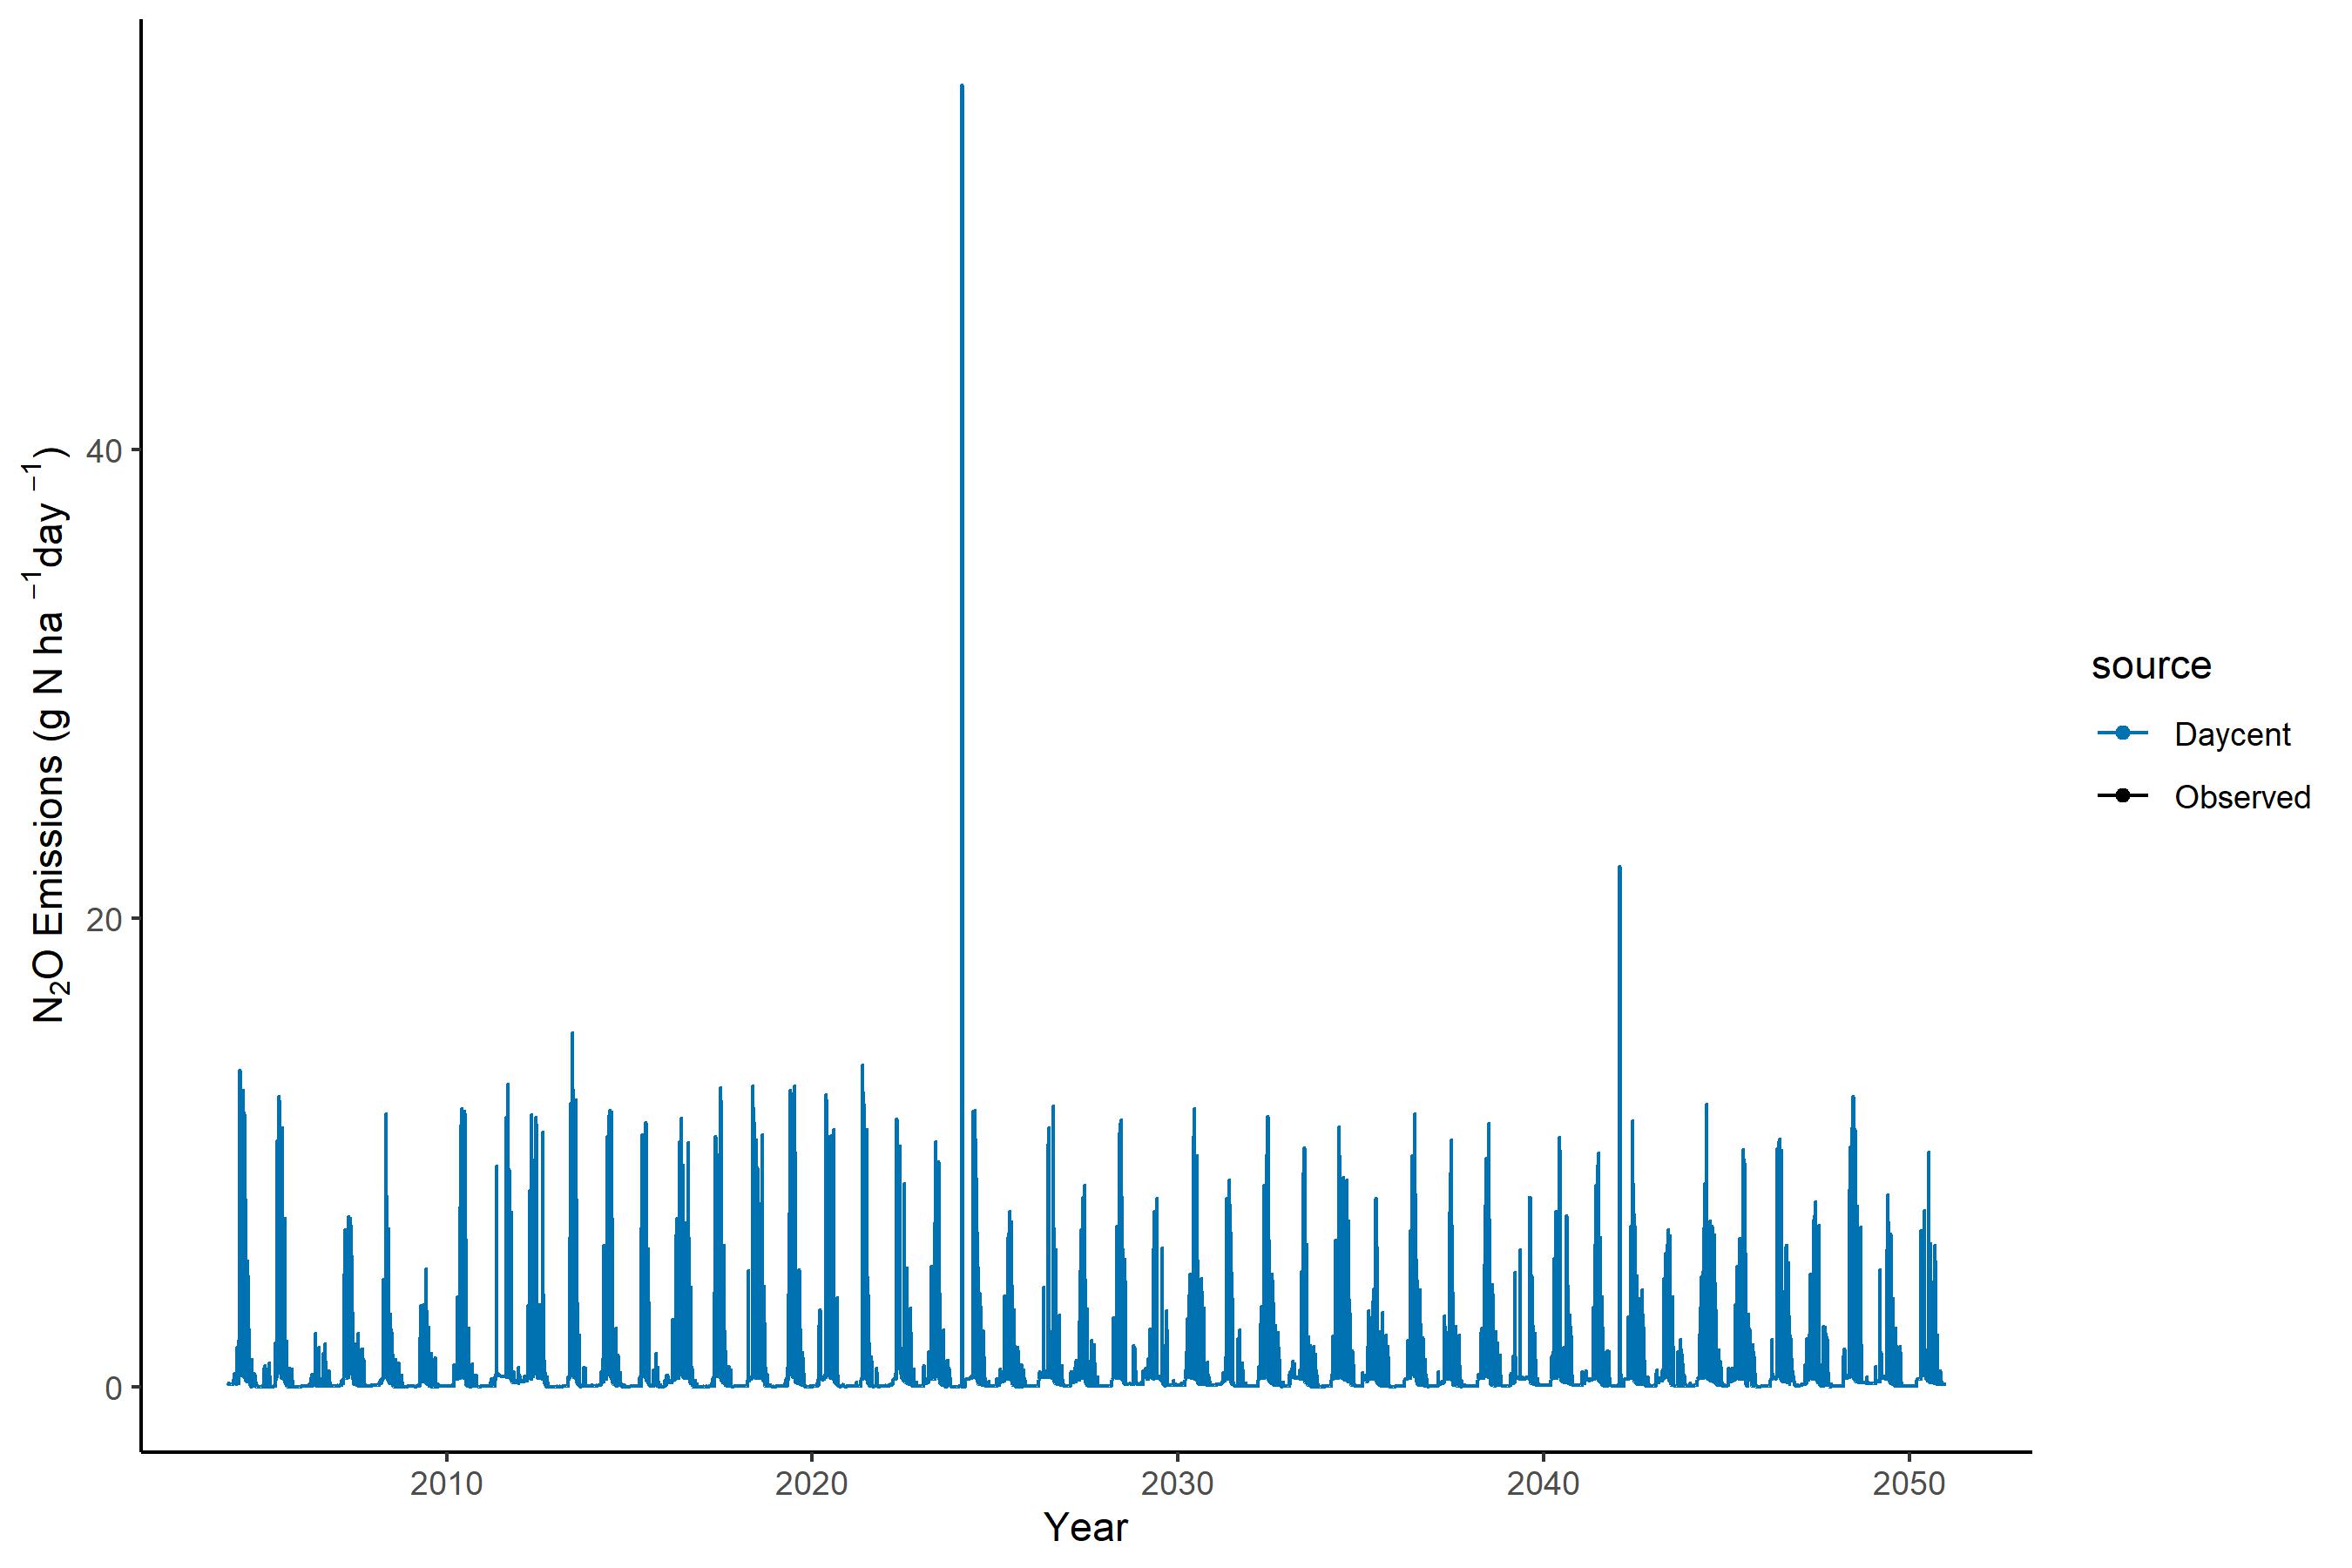 N₂O Emissions (g N ha ⁻¹day ⁻¹)
40
20
0
2010 2020 2030 2040 2050
Year
source
Daycent
Observed